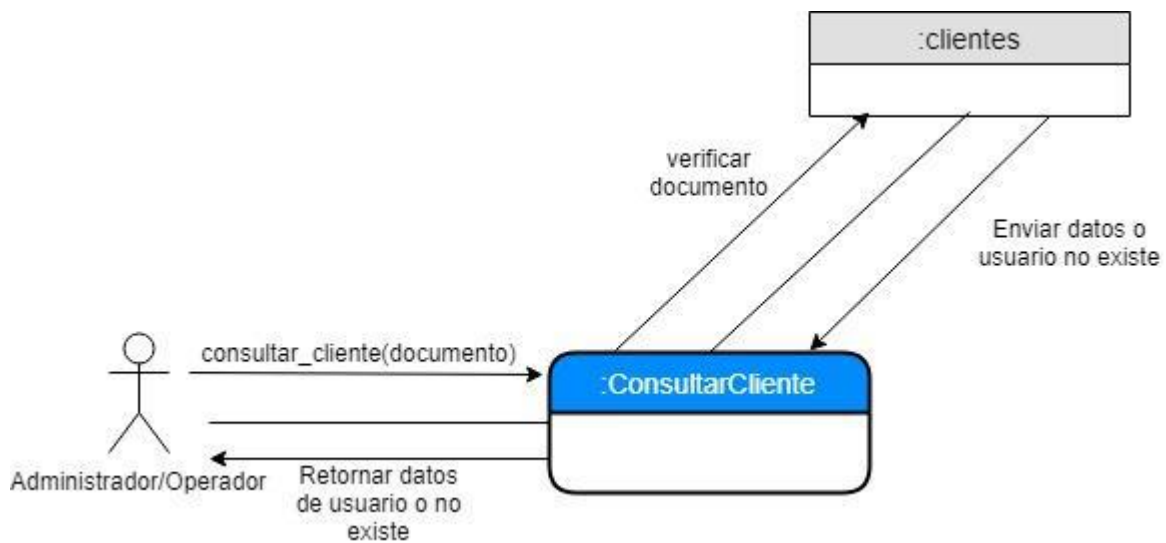 :clientes
verificar
documento
Enviar datos o
usuario no existe
consultar_cliente(documento)
:ConsultarCliente
Administrador/Operador
Retornar datos
de usuario o no
existe